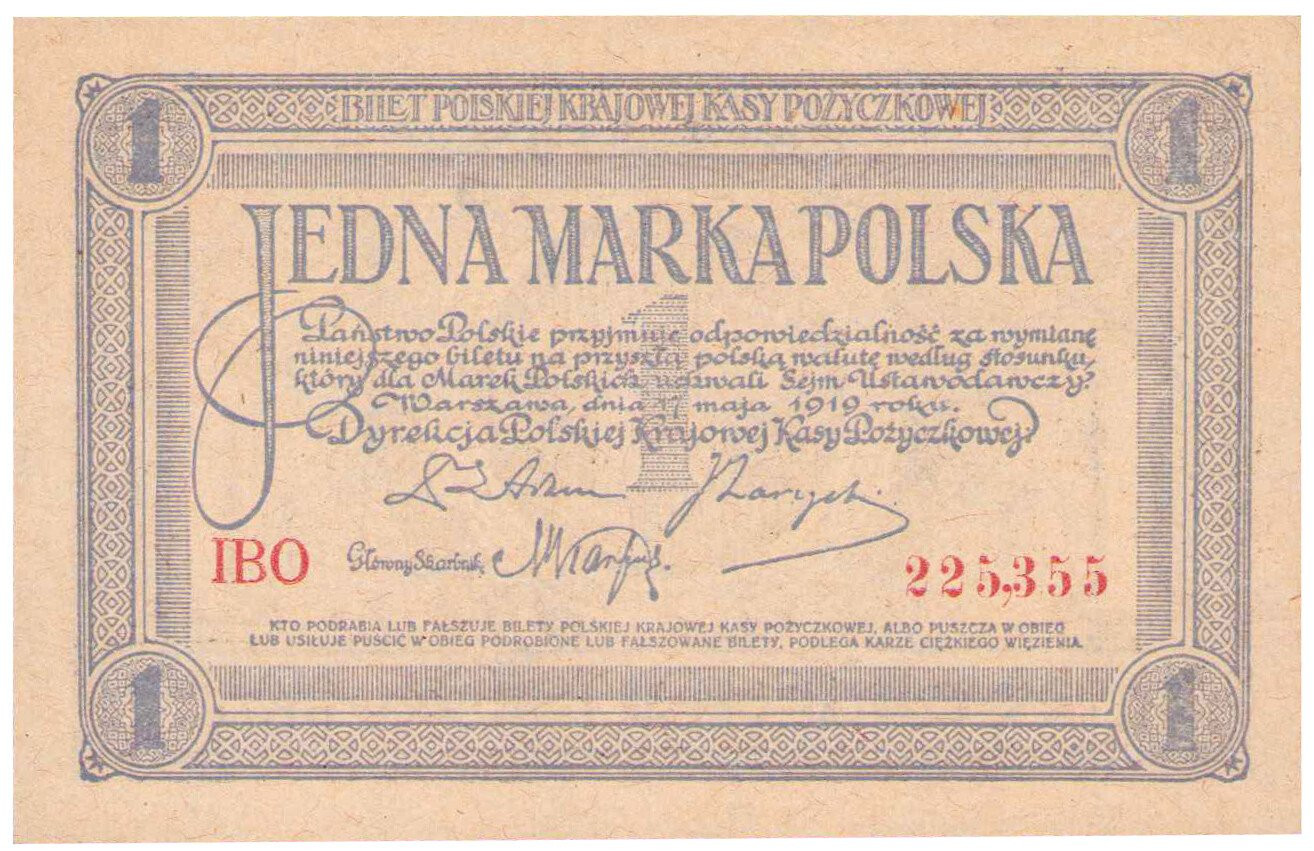 1 BILET POLSKIEJ KRAJOWEJ KASY POŻYCZKOWEJ 1
JEDNA MARKA POLSKA
1
Państwo Polskie przyjmuje odpowiedzialność za wymianę
niniejszego biletu na przyszłą polską walutę według stosunku,
który dla Marek Polskich uchwali Sejm Ustawodawczy.
Warszawa, dnia 17 maja 1919 roku.
Dyrekcja Polskiej Krajowej Kasy Pożyczkowej.
IBO Główny Skarbnik, 225,355
KTO PODRABIA LUB FAŁSZUJE BILETY POLSKIEJ KRAJOWEJ KASY POŻYCZKOWEJ, ALBO PUSZCZA W OBIEG
LUB USIŁUJE PUŚCIĆ W OBIEG PODROBIONE LUB FAŁSZOWANE BILETY, PODLEGA KARZE CIĘŻKIEGO WIĘZIENIA.
1 1